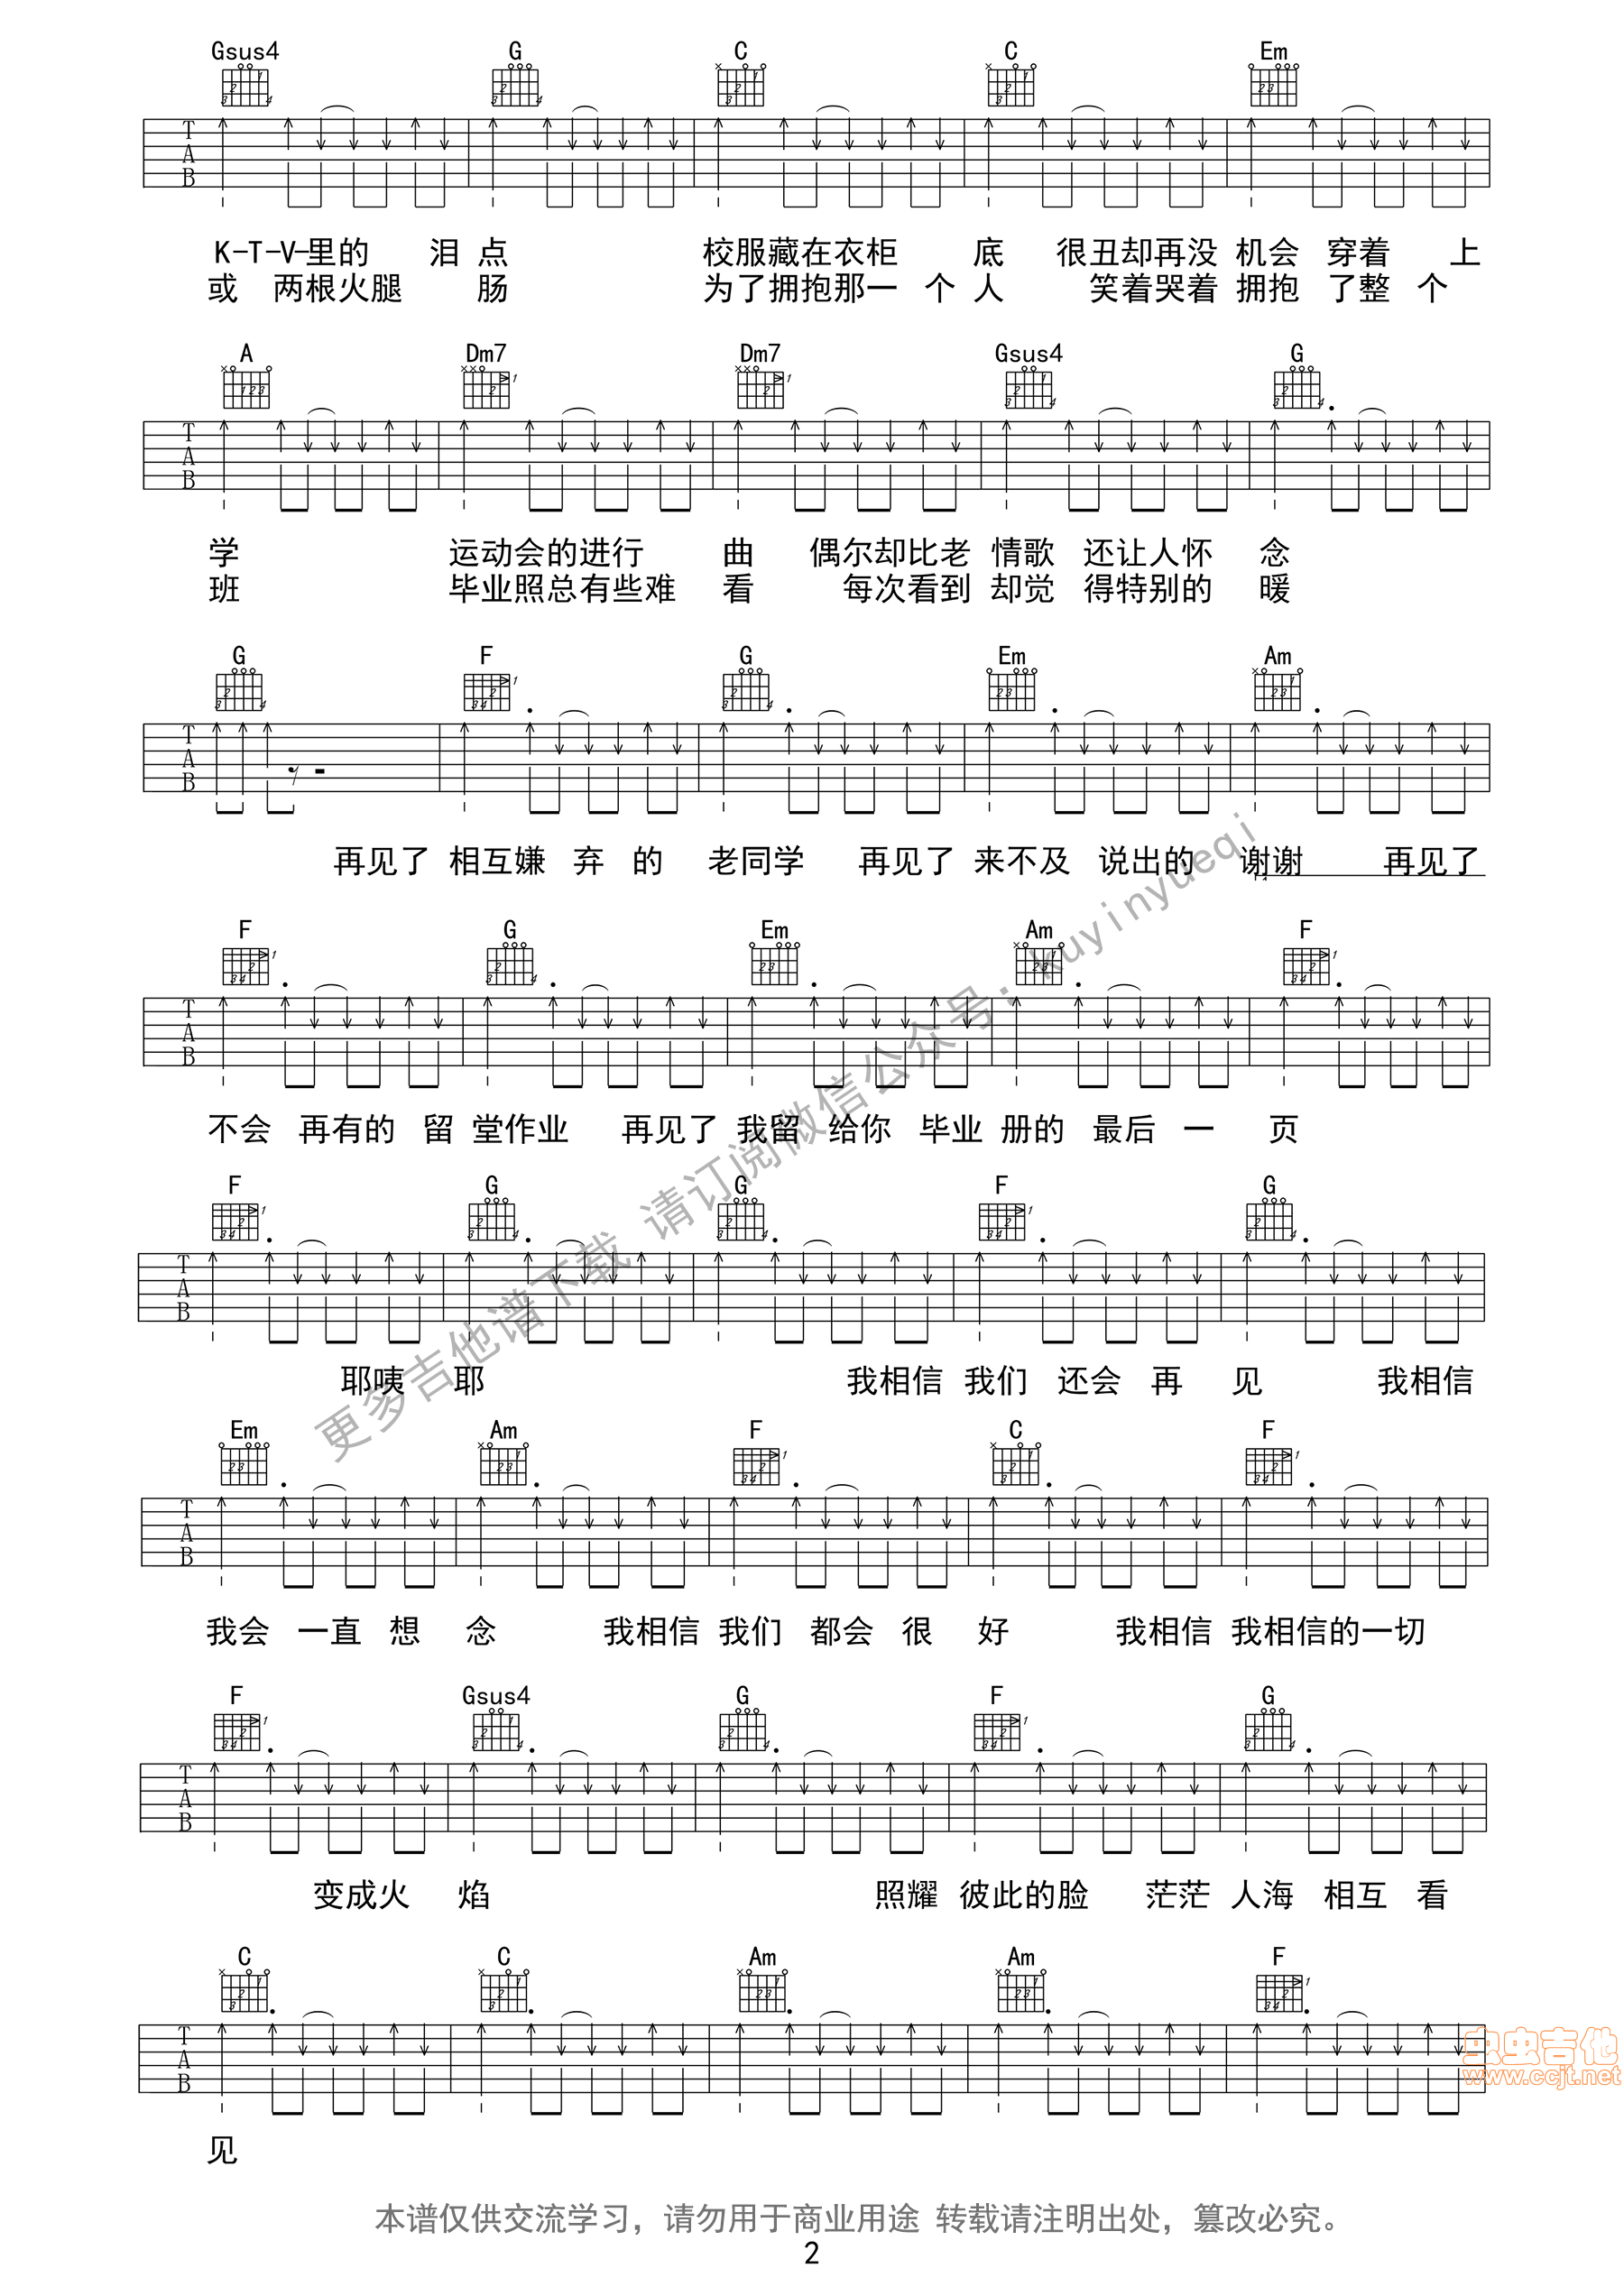 Gsus4 G C C Em
K-T-V-里的 泪 点 校服藏在衣柜 底 很丑却再没 机会 穿着 上
或 两根火腿 肠 为了拥抱那一 个 人 笑着哭着 拥抱 了整 个
A Dm7 Dm7 Gsus4 G
学 运动会的进行 曲 偶尔却比老 情歌 还让人怀 念
班 毕业照总有些难 看 每次看到 却觉 得特别的 暖
G F G Em Am
再见了 相互嫌 弃 的 老同学 再见了 来不及 说出的 谢谢 再见了
F G Em Am F
不会 再有的 留 堂作业 再见了 我留 给你 毕业 册的 最后 一 页
F G G F G
耶咦 耶 我相信 我们 还会 再 见 我相信
Em Am F C F
我会 一直 想 念 我相信 我们 都会 很 好 我相信 我相信的一切
F Gsus4 G F G
变成火 焰 照耀 彼此的脸 茫茫 人海 相互 看
C C Am Am F
见
更多吉他谱下载 请订阅微信公众号：kuyinyueqi
虫虫吉他
www.ccjt.net
本谱仅供交流学习，请勿用于商业用途 转载请注明出处，篡改必究。
2